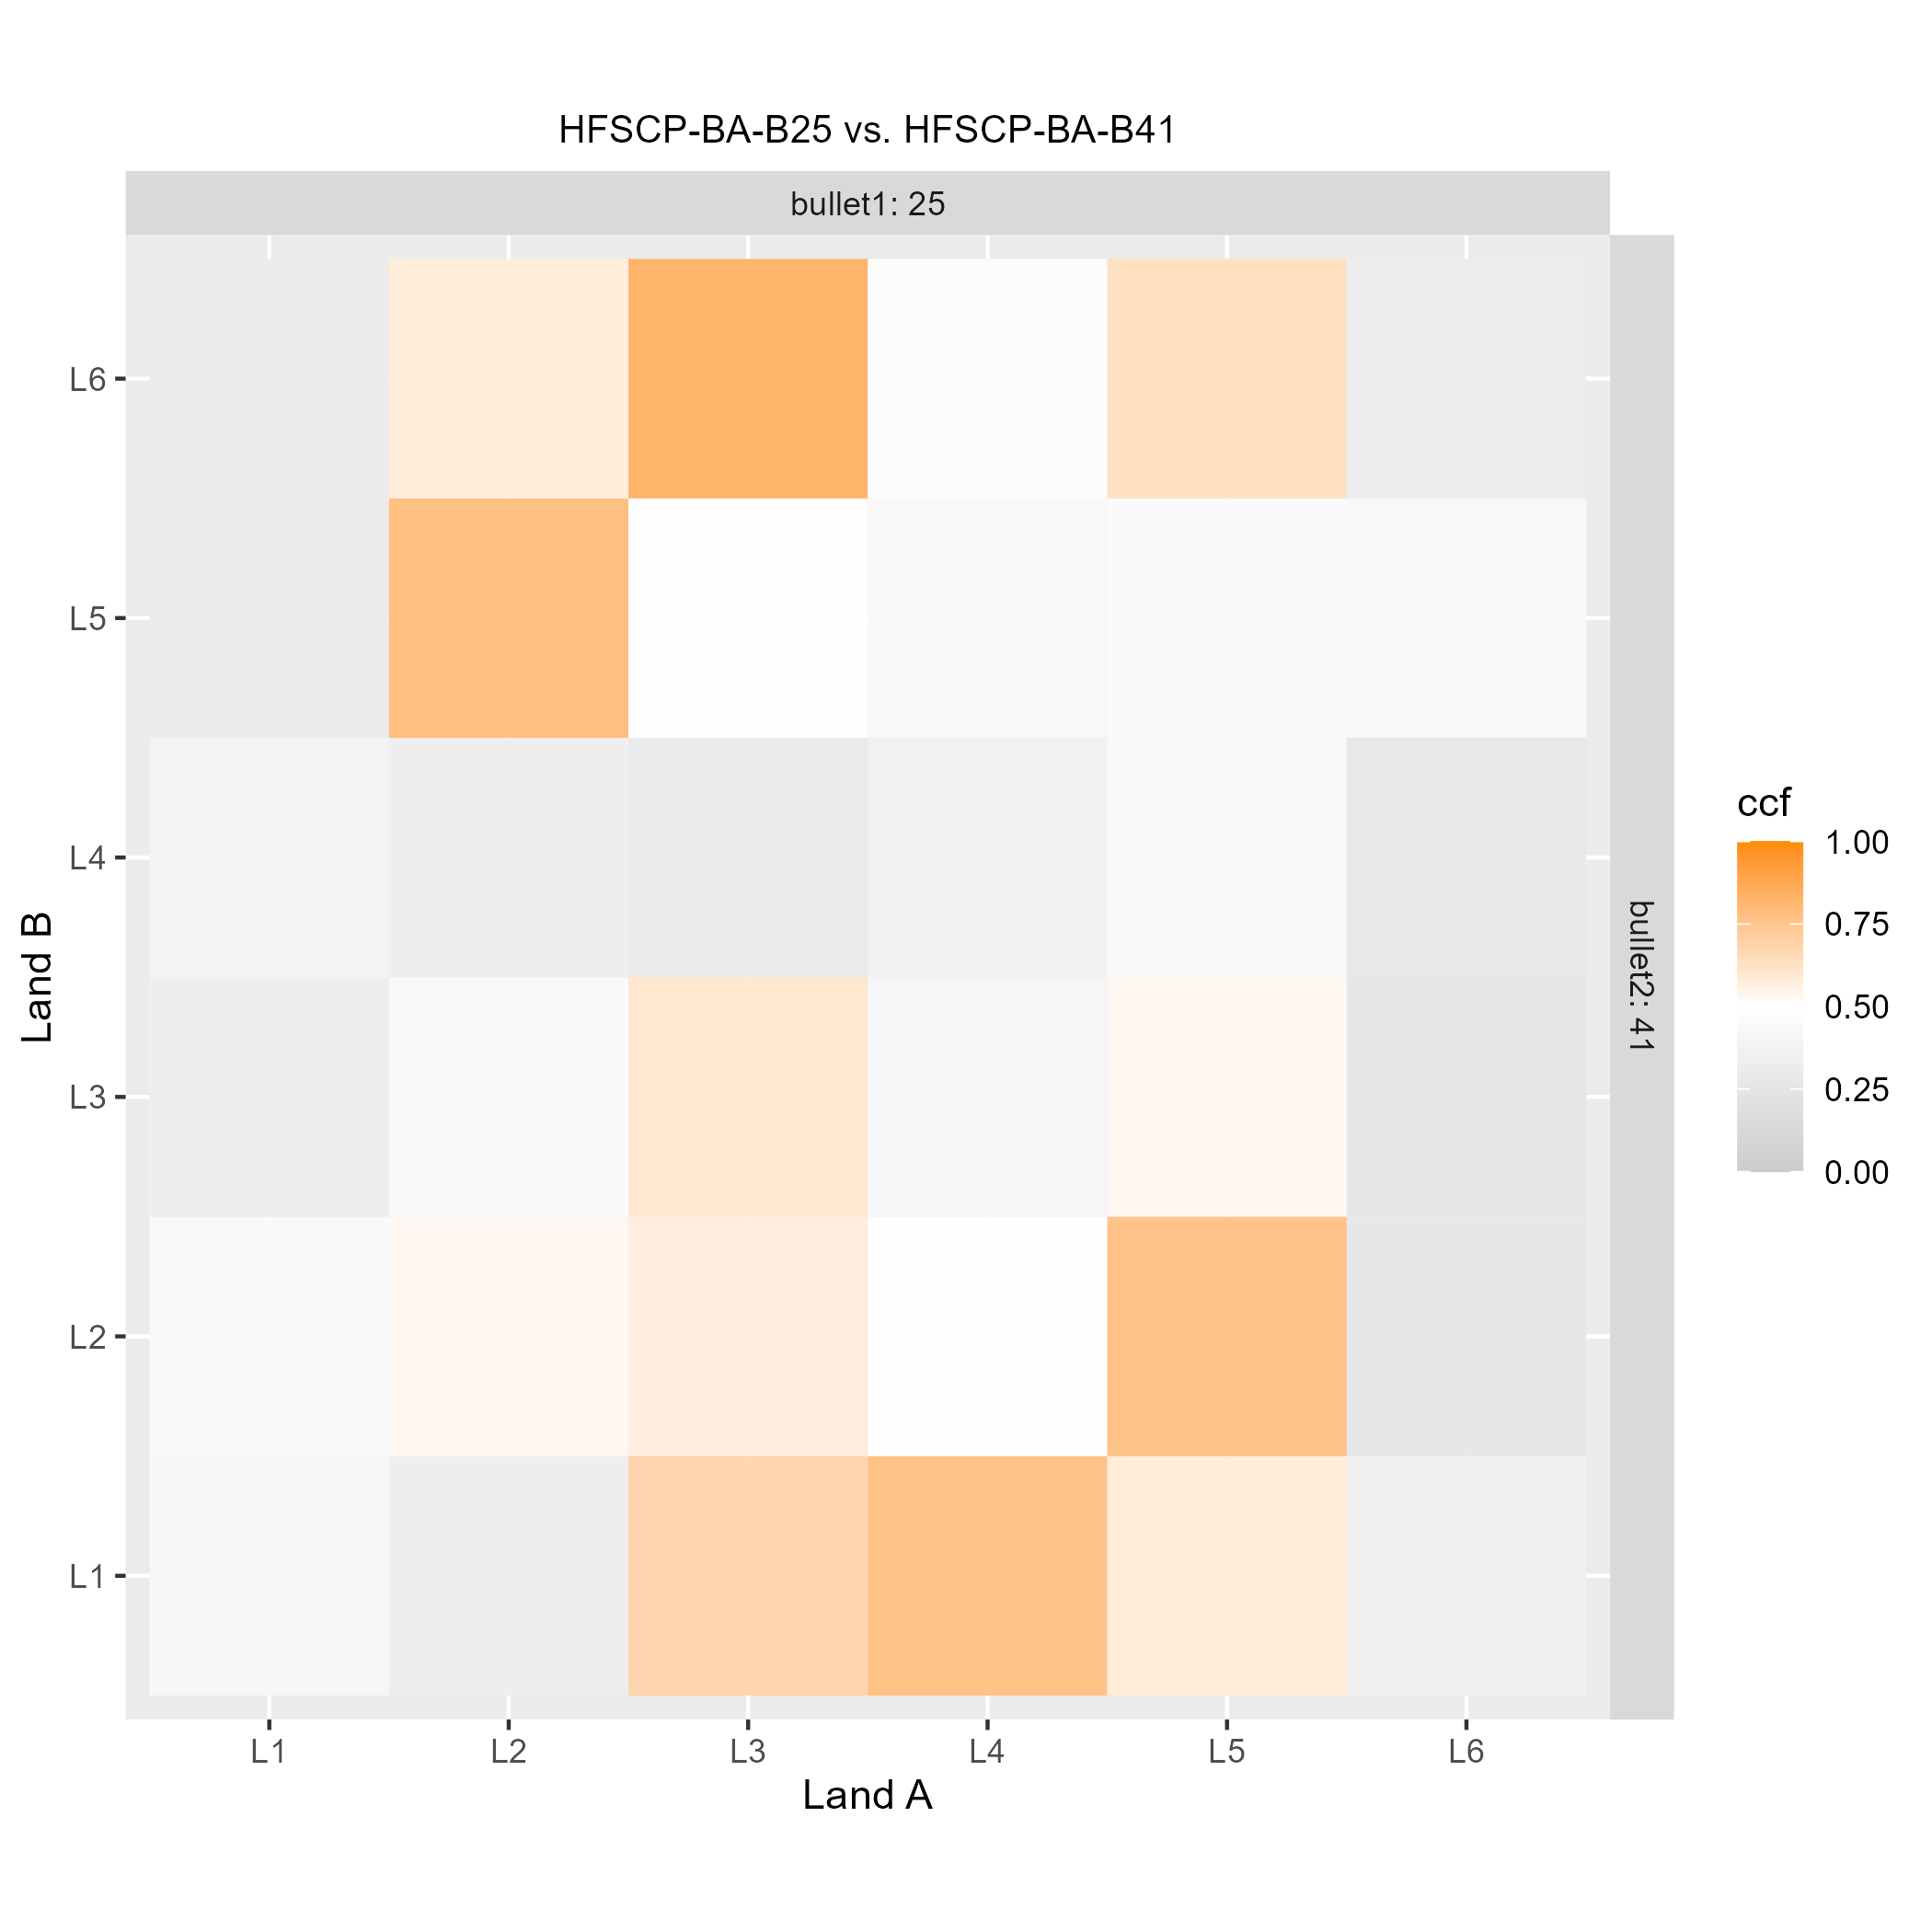 HFSCP-BA-B25 vs. HFSCP-BA-B41
bullet1: 25
L6
L5
L4
L3
L2
L1
Land B
bullet2: 41
ccf
1.00
0.75
0.50
0.25
0.00
L1 L2 L3 L4 L5 L6
Land A